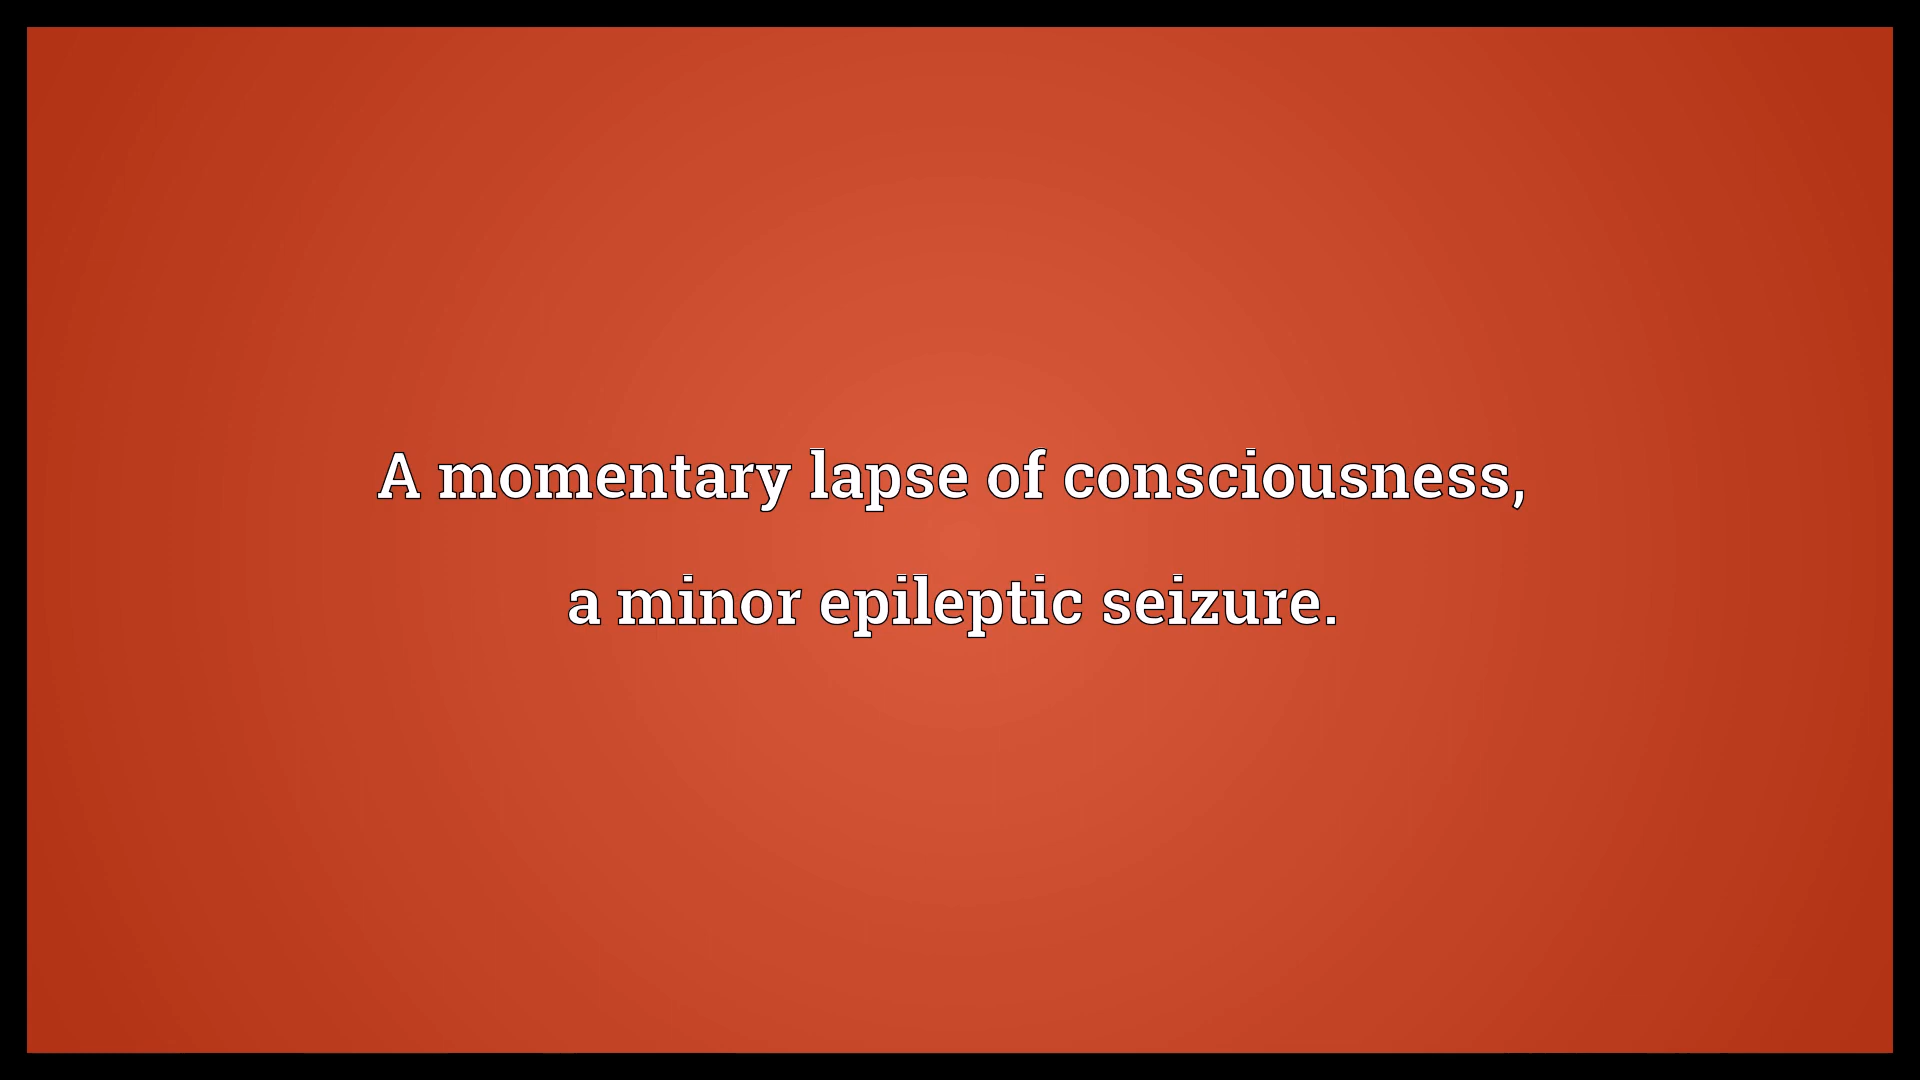 A momentary lapse of consciousness,
a minor epileptic seizure.